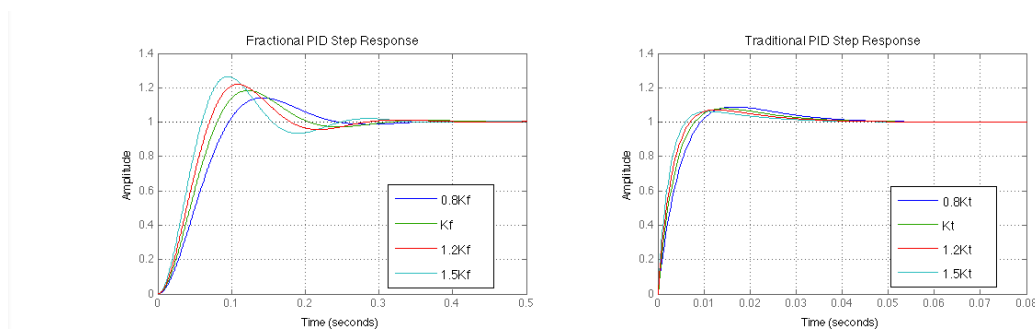 Fractional PID Step Response
1.4
1.2
1
0.8
0.6
0.4
0.2
0
Amplitude
0.8Kf
Kf
1.2Kf
1.5Kf
0
0.1
0.2
0.3
0.4
0.5
Time (seconds)
Traditional PID Step Response
1.4
1.2
1
0.8
0.6
0.4
0.2
0
Amplitude
0.8Kt
Kt
1.2Kt
1.5Kt
0
0.01
0.02
0.03
0.04
0.05
0.06
0.07
0.08
Time (seconds)